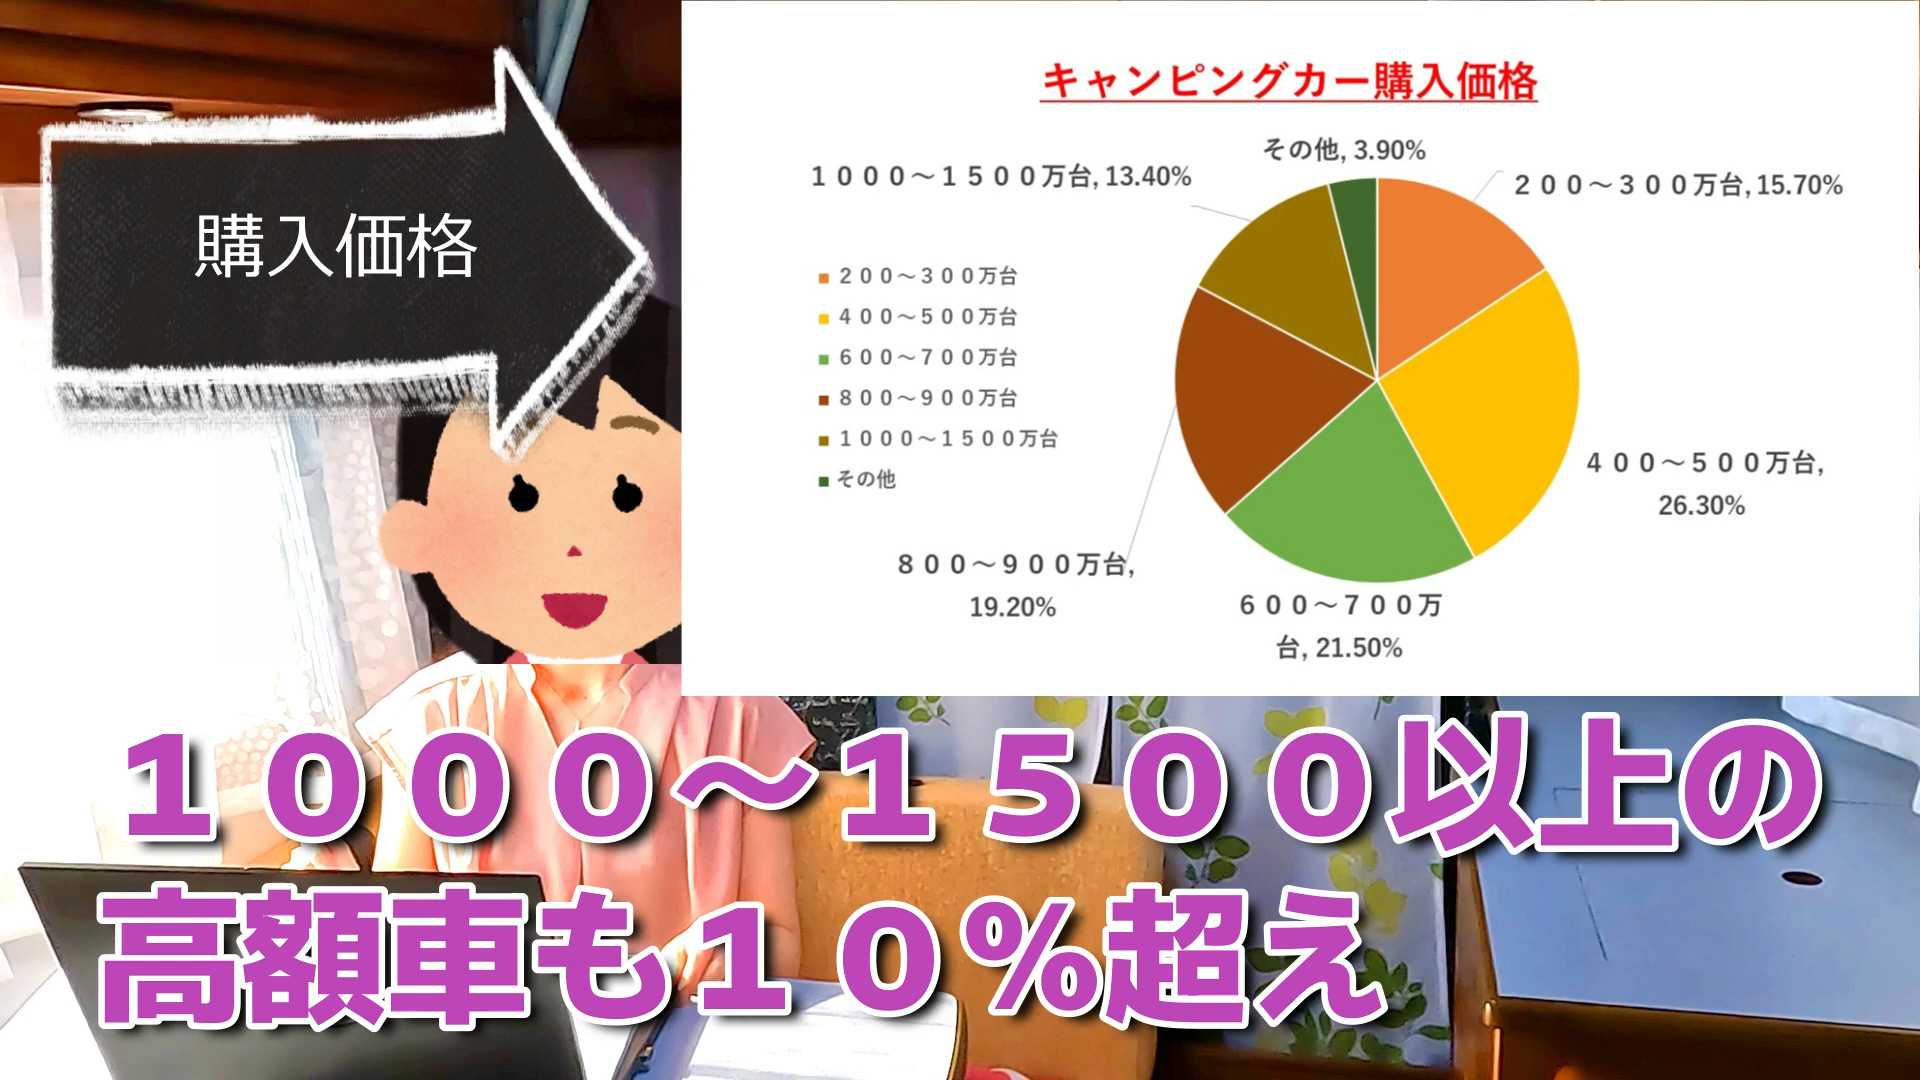 購入価格
キャンピングカー購入価格
その他, 3.90%
1000～1500万台, 13.40%
200～300万台, 15.70%
200～300万台
400～500万台
600～700万台
800～900万台
1000～1500万台
その他
400～500万台,
26.30%
800～900万台,
19.20%
600～700万
台, 21.50%
1000～1500以上の
高額車も10%超え